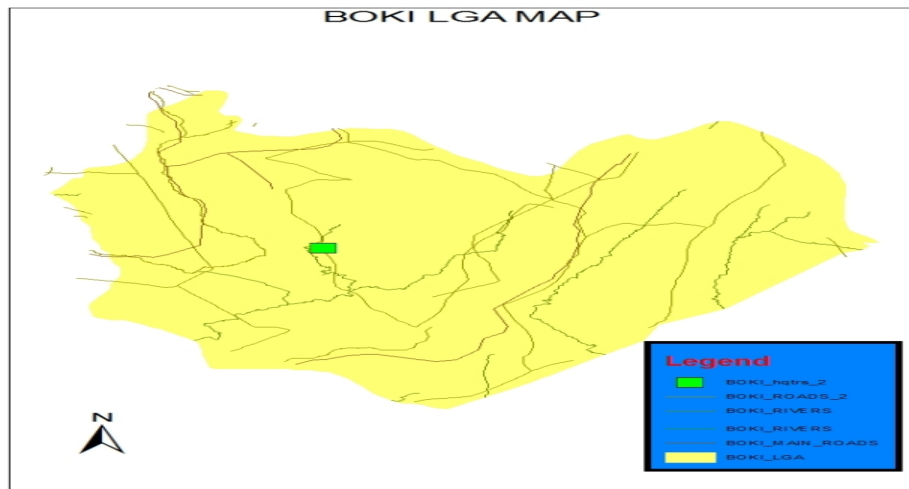 BOKI LGA MAP
N
Legend
BOKI_hqtrs_2
BOKI_ROADS_2
BOKI_RIVERS
BOKI_RIVERS
BOKI_MAIN_ROADS
BOKI_LGA